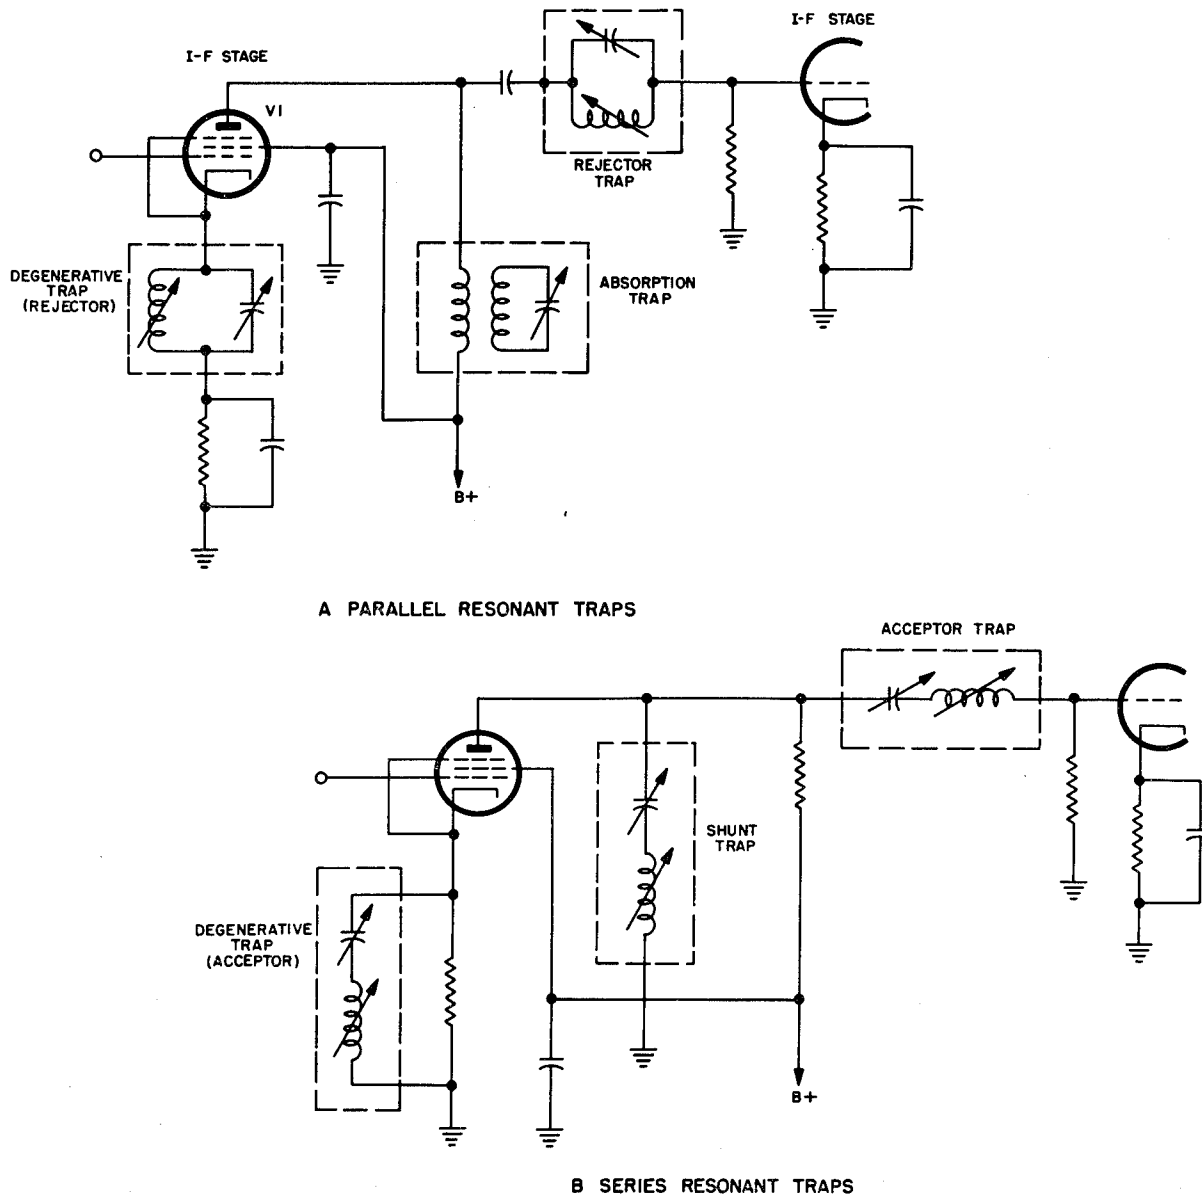 I-F STAGE
I-F STAGE
V1
REJECTOR
TRAP
DEGENERATIVE
TRAP
(REJECTOR)
ABSORPTION
TRAP
B+
A PARALLEL RESONANT TRAPS
ACCEPTOR TRAP
SHUNT
TRAP
DEGENERATIVE
TRAP
(ACCEPTOR)
B+
B SERIES RESONANT TRAPS